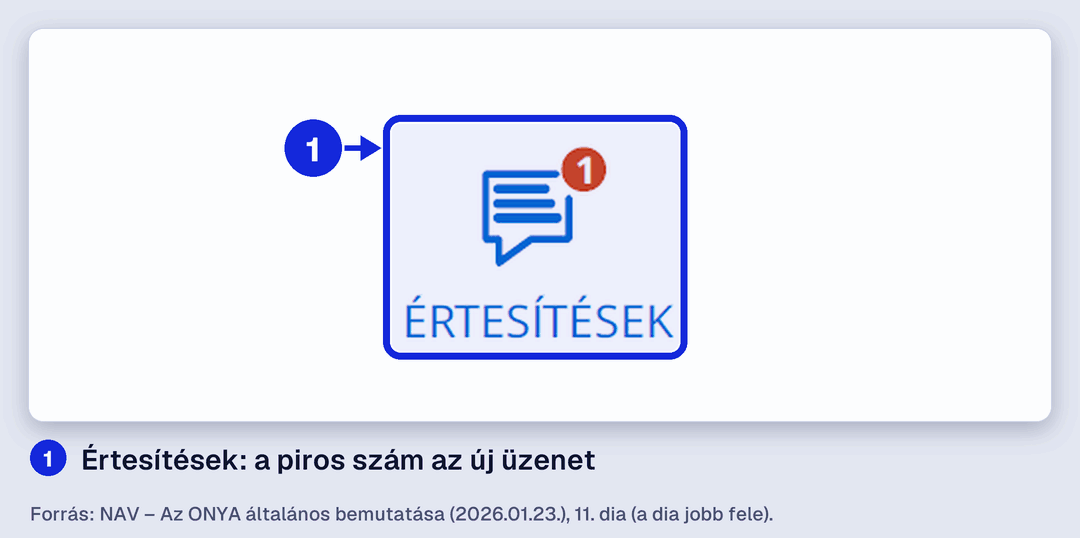 1
1
ÉRTESÍTÉSEK
1 Értesítések: a piros szám az új üzenet
Forrás: NAV – Az ONYA általános bemutatása (2026.01.23.), 11. dia (a dia jobb fele).